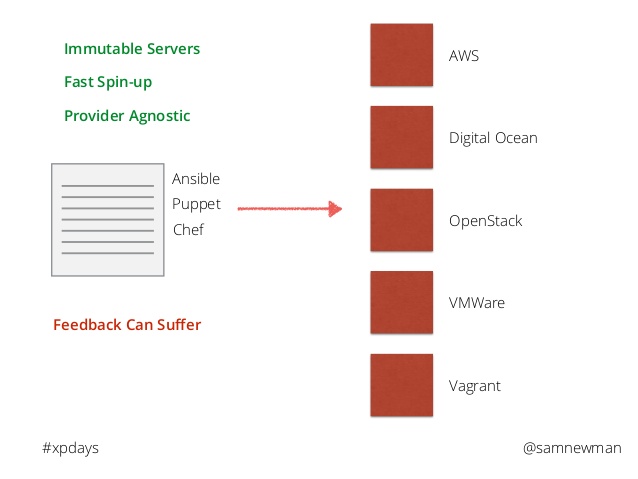 Immutable Servers
Fast Spin-up
Provider Agnostic
Ansible
Puppet
Chef
Feedback Can Suffer
AWS
Digital Ocean
OpenStack
VMWare
Vagrant
#xpdays
@samnewman